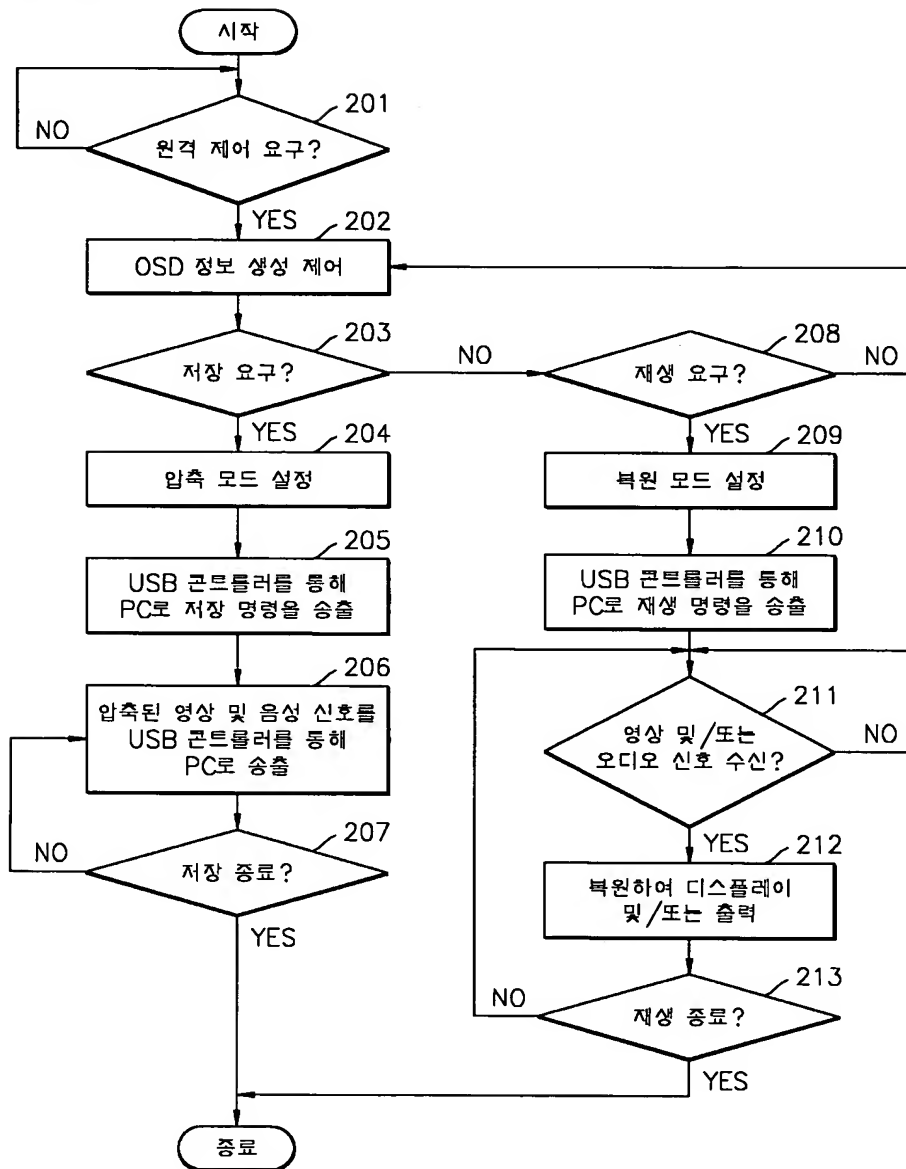 시작
201
NO
원격 제어 요구?
YES
202
OSD 정보 생성 제어
203
저장 요구?
NO
YES
204
압축 모드 설정
205
USB 콘트롤러를 통해
PC로 저장 명령을 송출
206
압축된 영상 및 음성 신호를
USB 콘트롤러를 통해
PC로 송출
207
NO
저장 종료?
YES
208
재생 요구?
NO
YES
209
복원 모드 설정
210
USB 콘트롤러를 통해
PC로 재생 명령을 송출
211
영상 및/또는
오디오 신호 수신?
NO
YES
212
복원하여 디스플레이
및/또는 출력
213
NO
재생 종료?
YES
종료